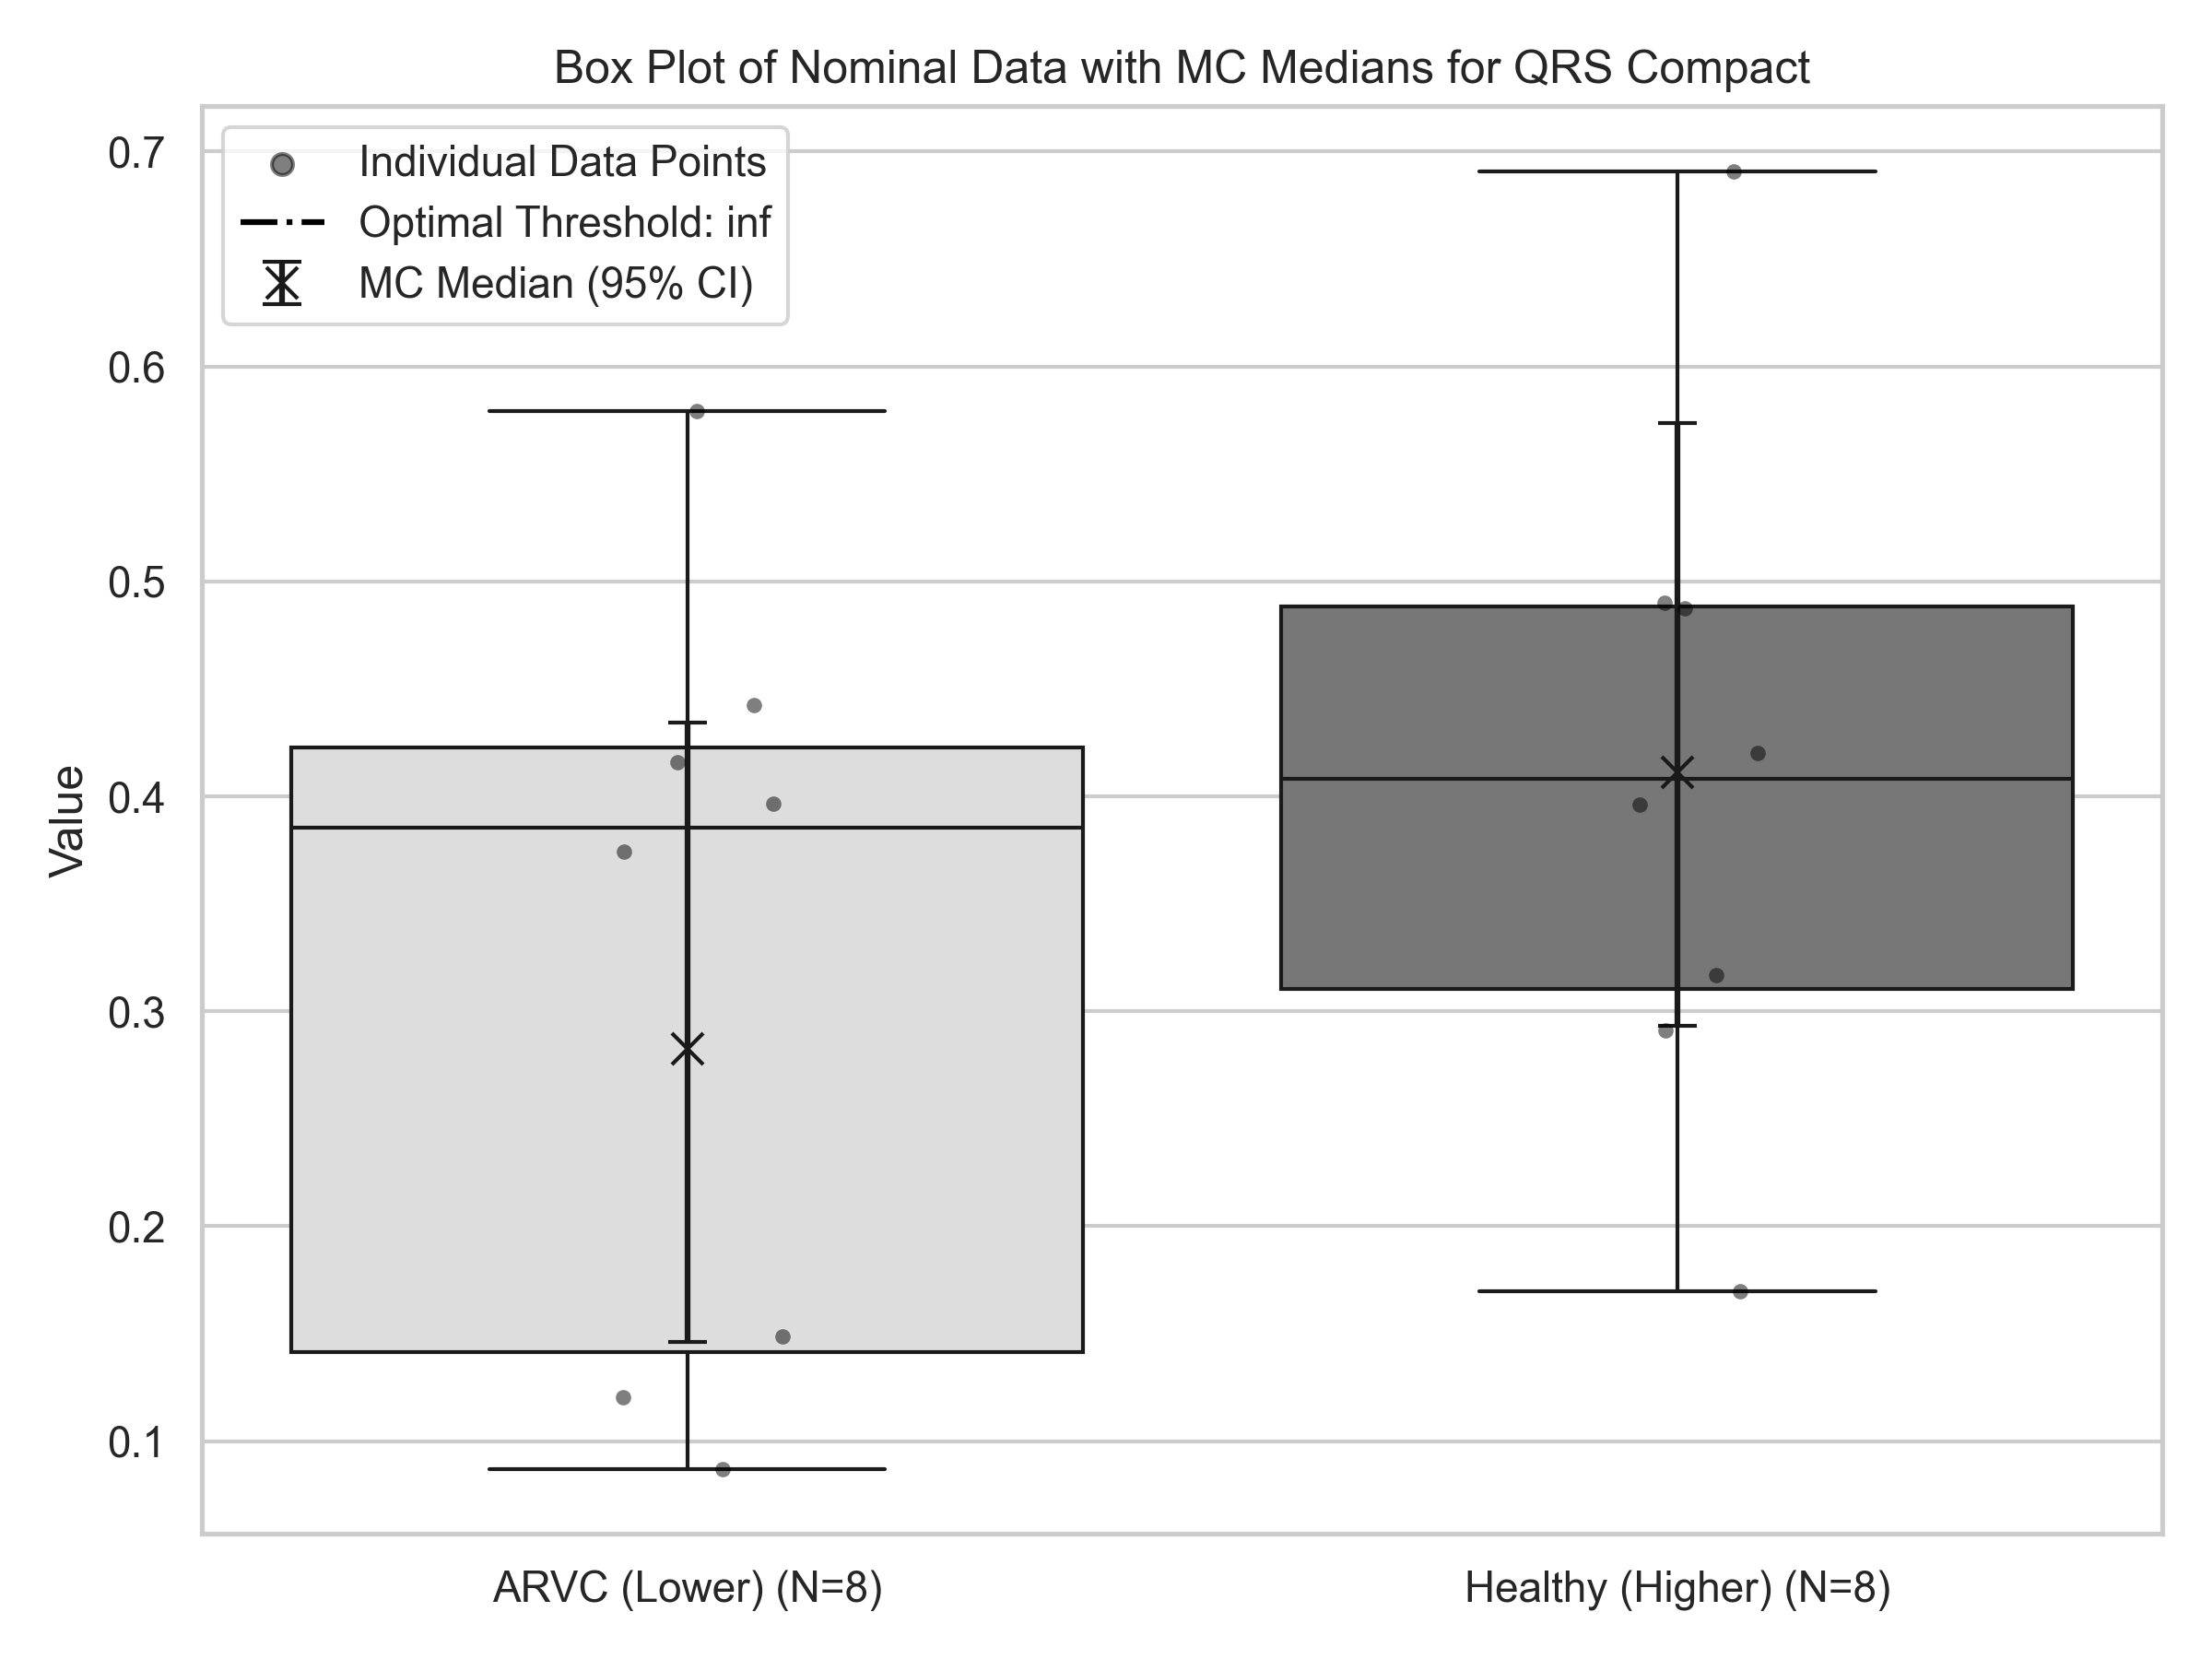 Box Plot of Nominal Data with MC Medians for QRS Compact
Individual Data Points
Optimal Threshold: inf
MC Median (95% CI)
0.7
0.6
0.5
0.4
0.3
0.2
0.1
Value
ARVC (Lower) (N=8)
Healthy (Higher) (N=8)